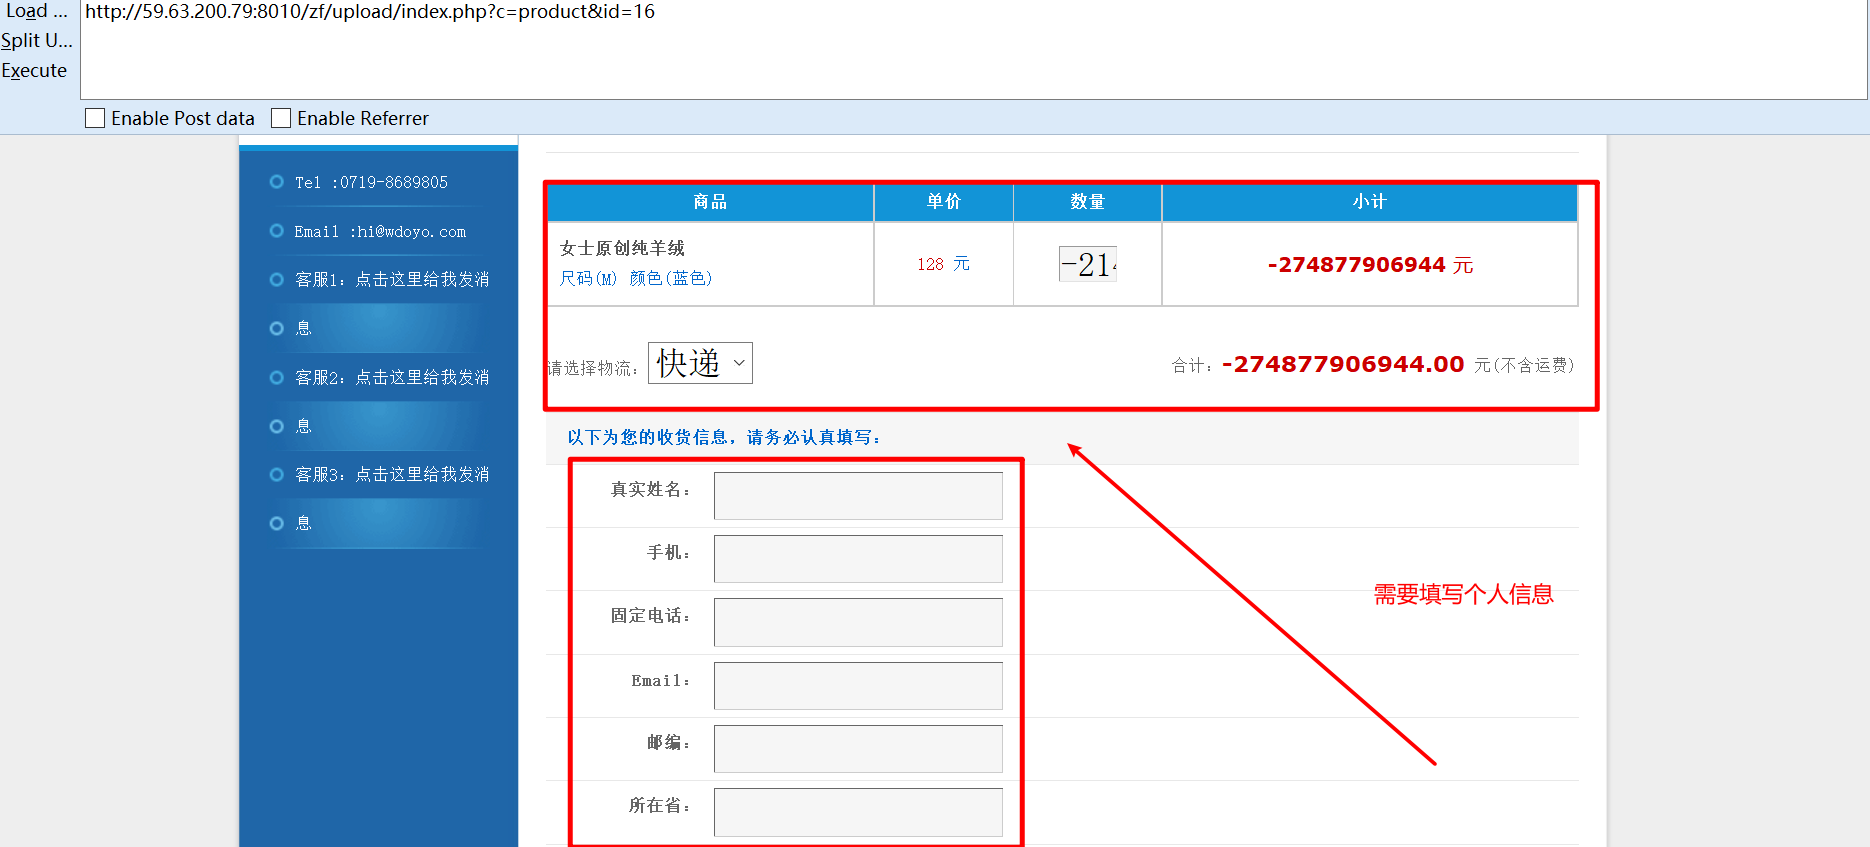 Load ...
http://59.63.200.79:8010/zf/upload/index.php?c=product&id=16
Split U...
Execute
Enable Post data
Enable Referrer
Tel :0719-8689805
Email :hi@wdoyo.com
客服1：点击这里给我发消
息
客服2：点击这里给我发消
息
客服3：点击这里给我发消
息
商品 单价 数量 小计
女士原创纯羊绒
尺码(M) 颜色(蓝色)
128 元
-214
-274877906944 元
请选择物流：
快递
合计：-274877906944.00 元(不含运费)
以下为您的收货信息，请务必认真填写：
真实姓名：
手机：
固定电话：
Email：
邮编：
所在省：
需要填写个人信息